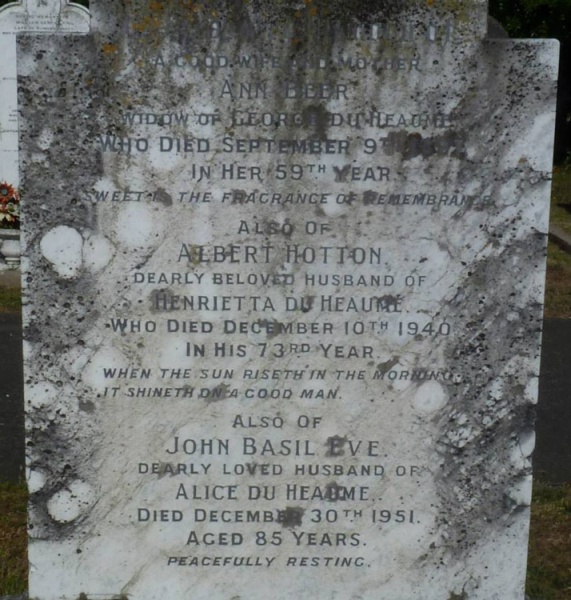 A GOOD WIFE AND MOTHER
ANN BEER
WIDOW OF GEORGE DU HEAUME
WHO DIED SEPTEMBER 9TH
IN HER 59TH YEAR
SWEET IS THE FRAGRANCE OF REMEMBRANCE
ALSO OF
ALBERT HOTTON.
DEARLY BELOVED HUSBAND OF
HENRIETTA DU HEAUME.
WHO DIED DECEMBER 10TH 1940
IN HIS 73RD YEAR.
WHEN THE SUN RISETH IN THE MORNING
IT SHINETH ON A GOOD MAN.
ALSO OF
JOHN BASIL EVE.
DEARLY LOVED HUSBAND OF
ALICE DU HEAUME.
DIED DECEMBER 30TH 1951.
AGED 85 YEARS.
PEACEFULLY RESTING.